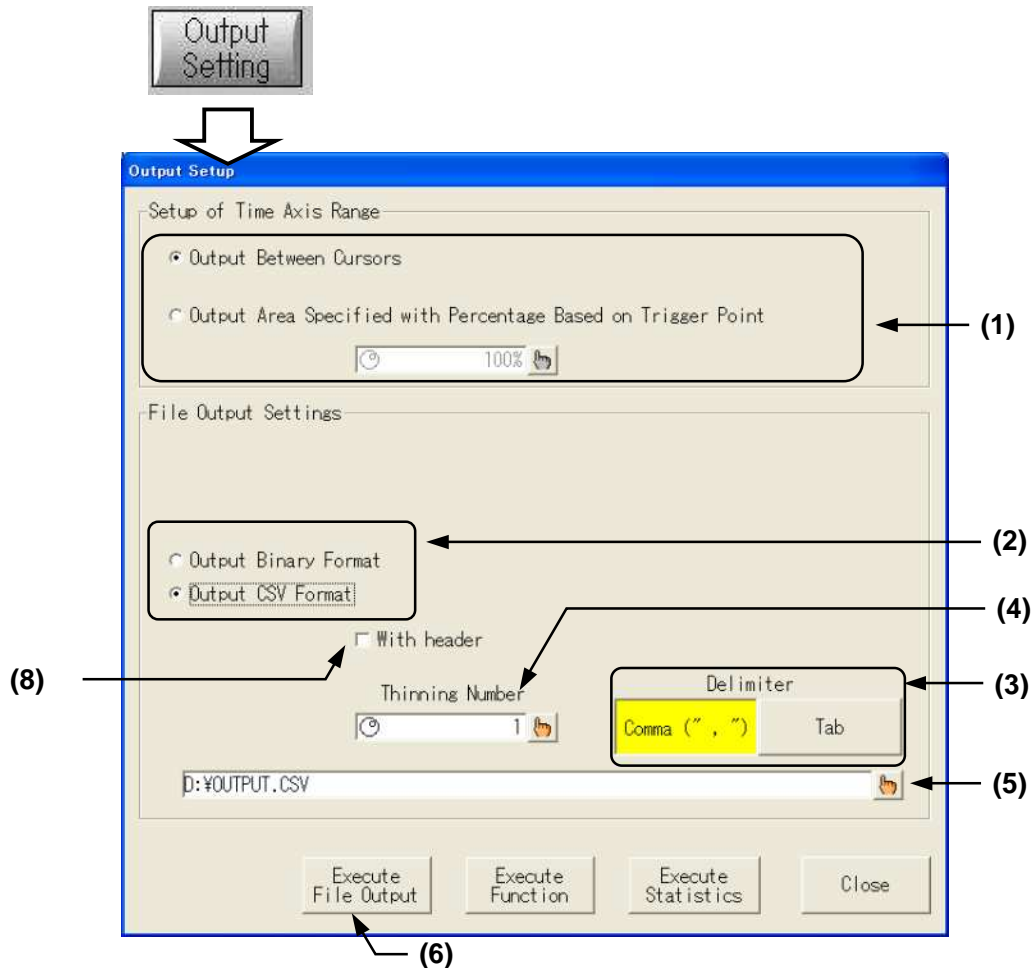 Output
Setting
Output Setup
Setup of Time Axis Range
Output Between Cursors
Output Area Specified with Percentage Based on Trigger Point
(1)
100%
File Output Settings
(2)
Output Binary Format
Output CSV Format
(4)
With header
(8)
Thinning Number
Delimiter
(3)
1
Comma (" , ")
Tab
D:¥OUTPUT.CSV
(5)
Execute
File Output
Execute
Function
Execute
Statistics
Close
(6)